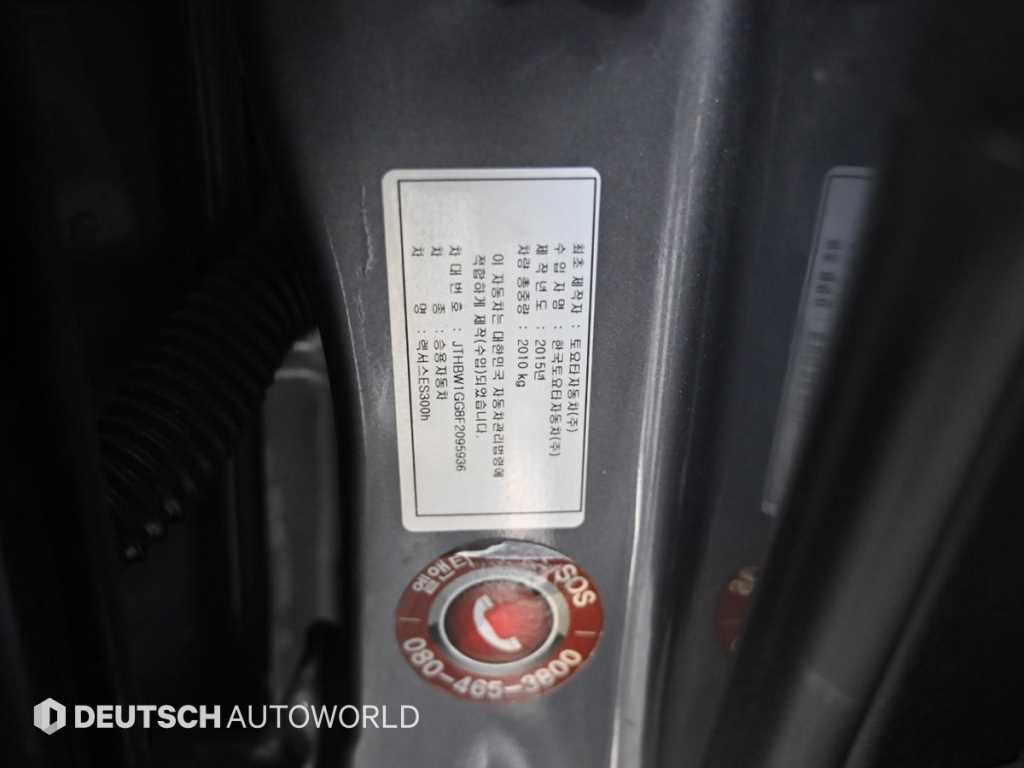 최초 제작자 : 토요타자동차(주)
수 입 자 명 : 한국토요타자동차(주)
제 작 년 도 : 2015년
차량 총중량 : 2010 kg
이 자동차는 대한민국 자동차관리법령에
적합하게 제작(수입)되었습니다.
차 대 번 호 : JTHBW1GG8F2095936
차 종 : 승용자동차
차 명 : 렉서스ES300h
엘앤티 SOS
080-465-3800
DEUTSCH AUTOWORLD